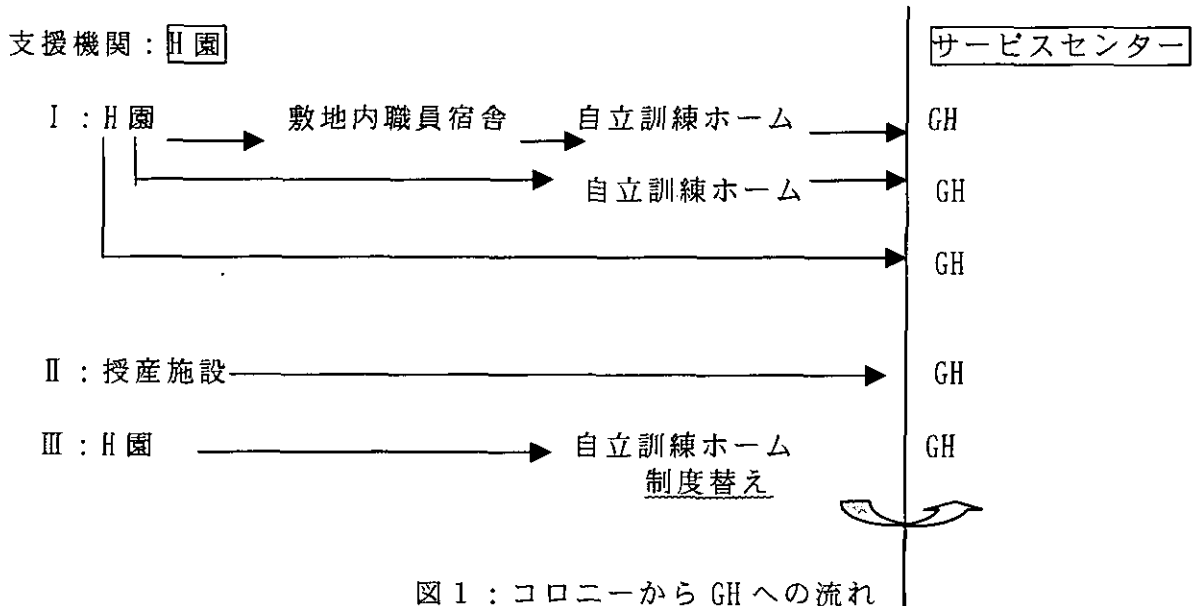 支援機関：H園 サービスセンター
Ⅰ：H園 敷地内職員宿舎 自立訓練ホーム GH
自立訓練ホーム GH
GH
Ⅱ：授産施設 GH
Ⅲ：H園 自立訓練ホーム GH
制度替え
図1：コロニーからGHへの流れ